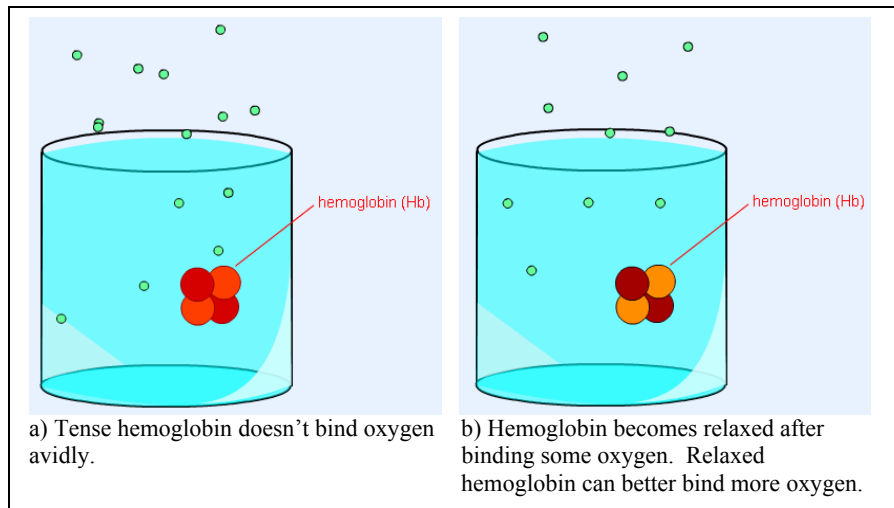 hemoglobin (Hb)
hemoglobin (Hb)
a) Tense hemoglobin doesn’t bind oxygen
avidly.
b) Hemoglobin becomes relaxed after
binding some oxygen.  Relaxed
hemoglobin can better bind more oxygen.